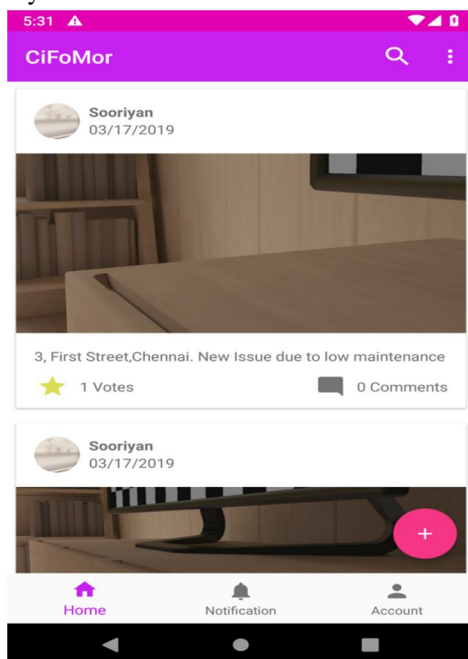 5:31
CiFoMor
Sooriyan
03/17/2019
3, First Street,Chennai. New Issue due to low maintenance
1 Votes
0 Comments
Sooriyan
03/17/2019
Home
Notification
Account